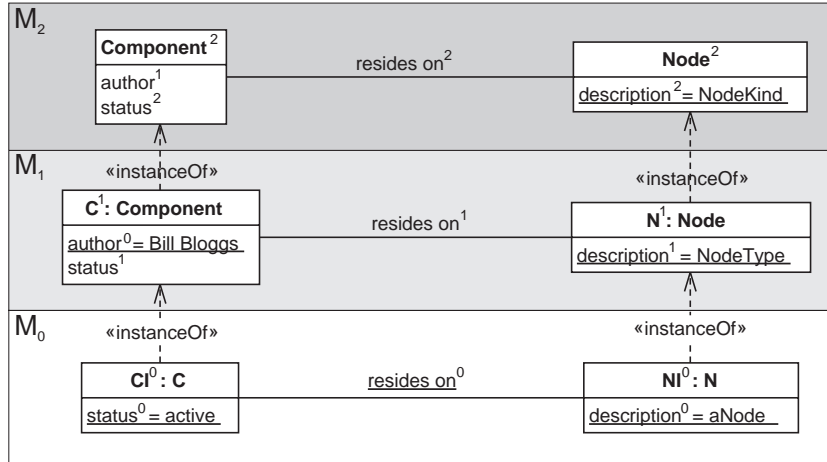 M₂
Component²
author¹
status²
resides on²
Node²
description²= NodeKind
«instanceOf»
«instanceOf»
M₁
C¹: Component
author⁰= Bill Bloggs
status¹
resides on¹
N¹: Node
description¹ = NodeType
«instanceOf»
«instanceOf»
M₀
CI⁰ : C
status⁰ = active
resides on⁰
NI⁰ : N
description⁰ = aNode